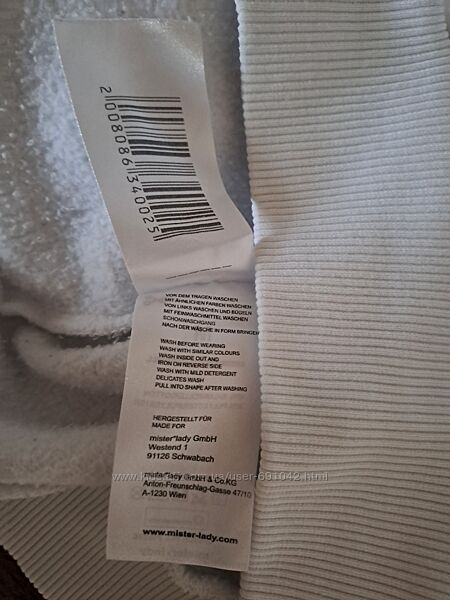 2008086340025
VON DEM TRAGEN WASCHEN
MIT ÄHNLICHEN FARBEN WASCHEN
VON LINKS WASCHEN UND BÜGELN
MIT FEINWASCHMITTEL WASCHEN
SCHONWASCHGANG
NACH DER WÄSCHE IN FORM BRINGEN
WASH BEFORE WEARING
WASH WITH SIMILAR COLOURS
WASH INSIDE OUT AND
IRON ON REVERSE SIDE
WASH WITH MILD DETERGENT
DELICATES WASH
PULL INTO SHAPE AFTER WASHING
HERGESTELLT FÜR
MADE FOR
mister*lady GmbH
Westend 1
91126 Schwabach
mister*lady GmbH & Co.KG
Anton-Freunschlag-Gasse 47/10
A-1230 Wien
www.mister-lady.com